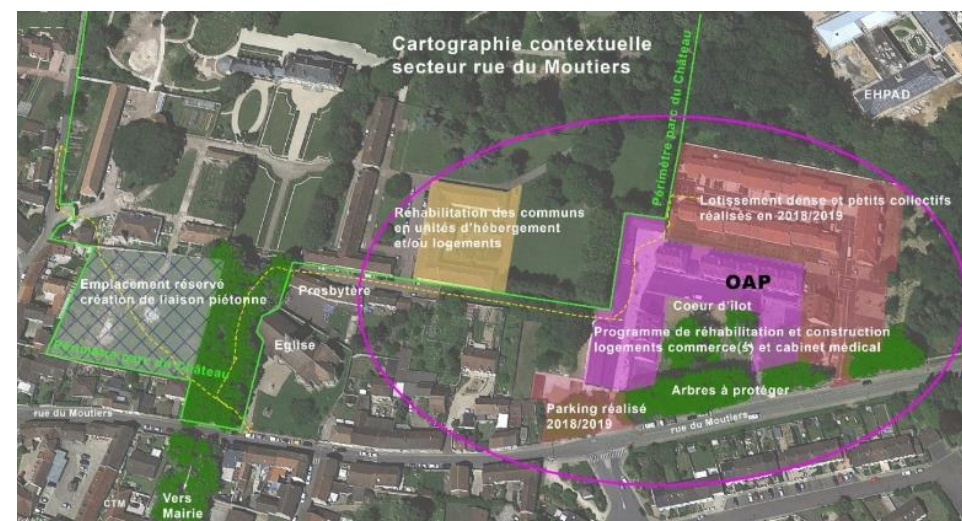 Cartographie contextuelle
secteur rue du Moutiers
EHPAD
Périmètre parc du Château
Lotissement dense et petits collectifs
réalisés en 2018/2019
Réhabilitation des communs
en unités d'hébergement
et/ou logements
OAP
Emplacement réservé
création de liaison piétonne
Presbytère
Coeur d'îlot
Programme de réhabilitation et construction
logements commerce(s) et cabinet médical
Périmètre parc du Château
Eglise
Arbres à protéger
Parking réalisé
2018/2019
rue du Moutiers
rue du Moutiers
CTM
Vers
Mairie